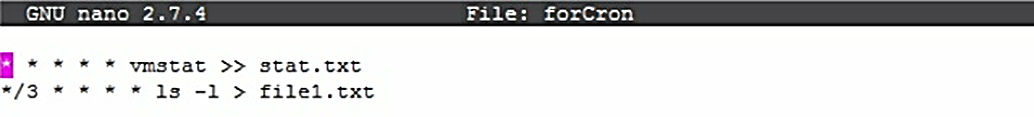 GNU nano 2.7.4 File: forCron
* * * * * vmstat >> stat.txt
*/3 * * * * ls -l > file1.txt